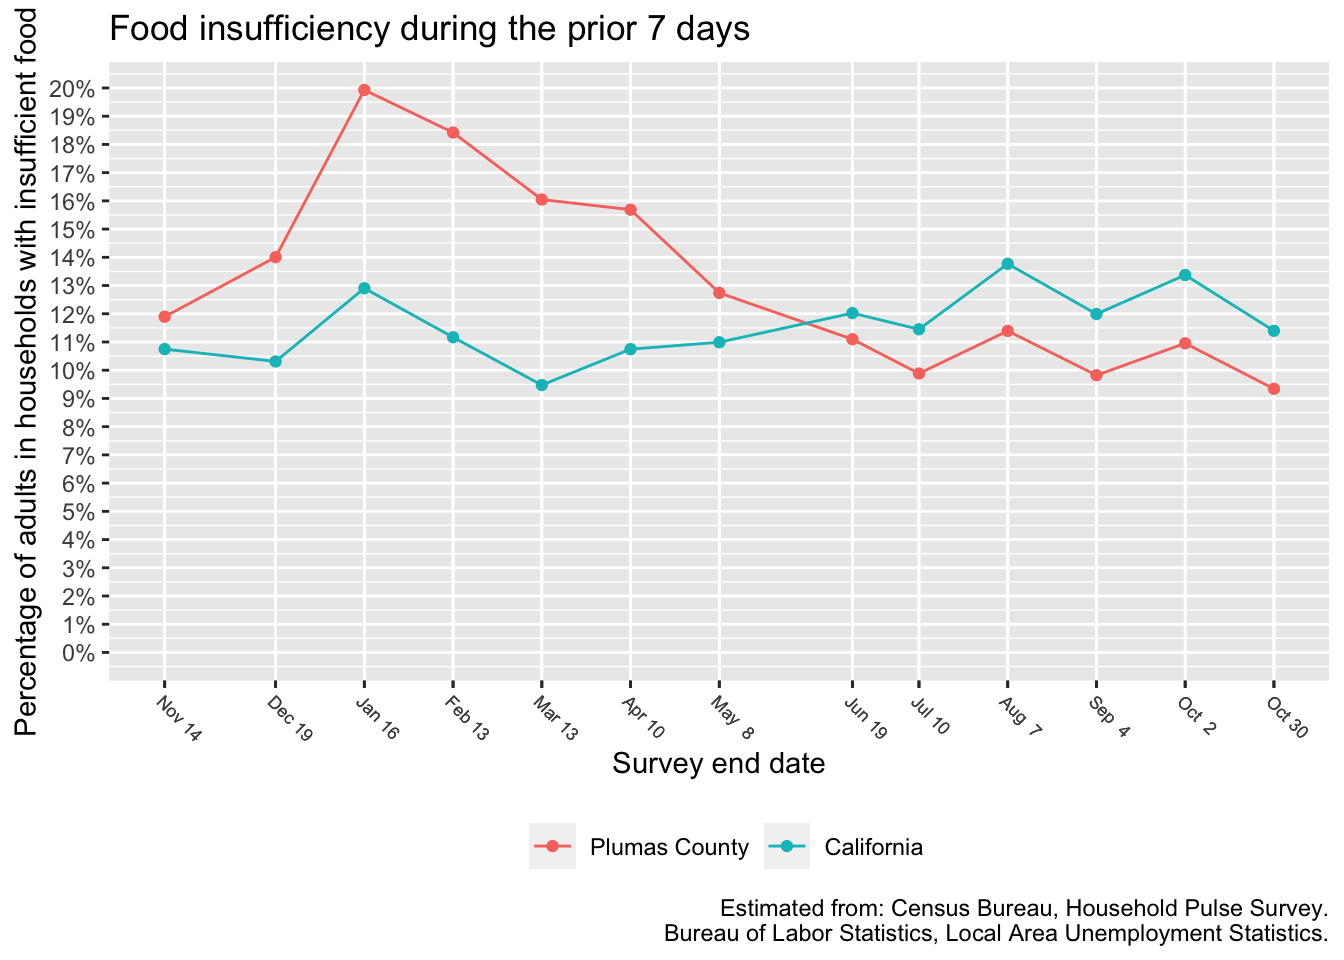 Food insufficiency during the prior 7 days
Percentage of adults in households with insufficient food
20%
19%
18%
17%
16%
15%
14%
13%
12%
11%
10%
9%
8%
7%
6%
5%
4%
3%
2%
1%
0%
Nov 14
Dec 19
Jan 16
Feb 13
Mar 13
Apr 10
May 8
Jun 19
Jul 10
Aug 7
Sep 4
Oct 2
Oct 30
Survey end date
Plumas County
California
Estimated from: Census Bureau, Household Pulse Survey.
Bureau of Labor Statistics, Local Area Unemployment Statistics.